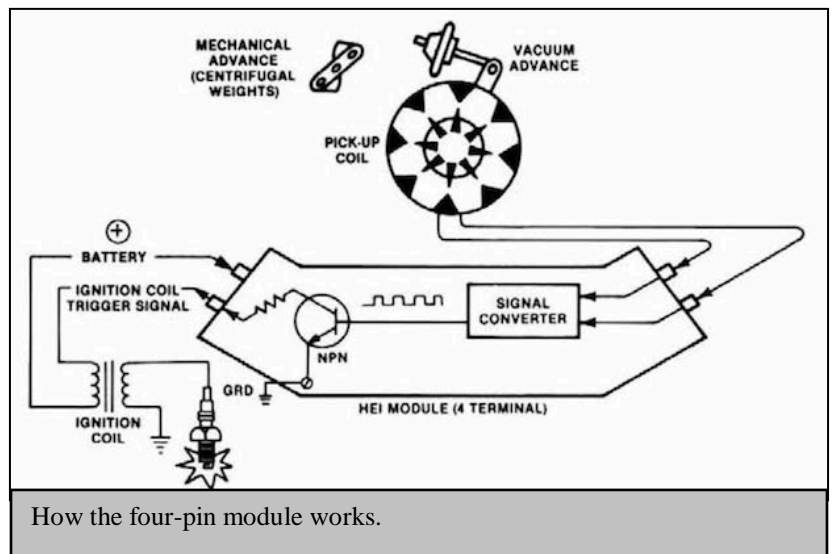 MECHANICAL
ADVANCE
(CENTRIFUGAL
WEIGHTS)
VACUUM
ADVANCE
PICK-UP
COIL
+
BATTERY
IGNITION COIL
TRIGGER SIGNAL
SIGNAL
CONVERTER
NPN
GRD
HEI MODULE (4 TERMINAL)
IGNITION
COIL
How the four-pin module works.